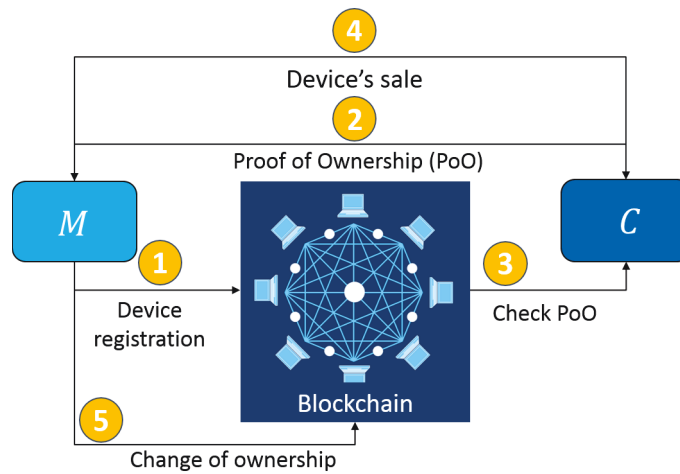 4
Device's sale
2
Proof of Ownership (PoO)
M
C
1
3
Device
registration
Check PoO
Blockchain
5
Change of ownership